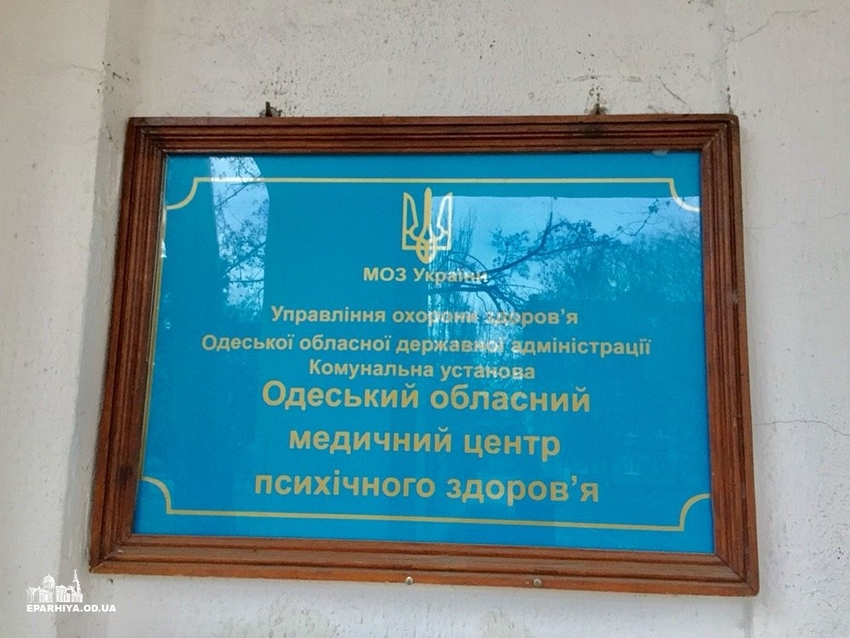 МОЗ України
Управління охорони здоров'я
Одеської обласної державної адміністрації
Комунальна установа
Одеський обласний
медичний центр
психічного здоров'я
EPARHIYA.OD.UA